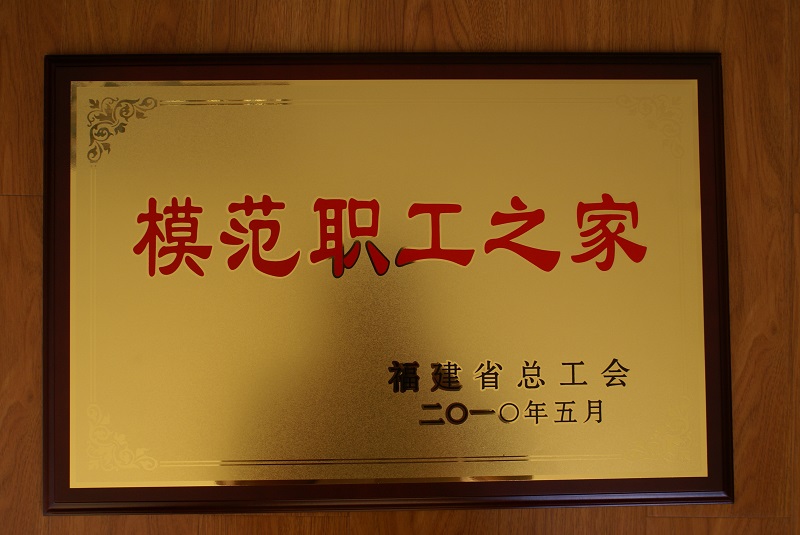 模范职工之家
福建省总工会
二〇一〇年五月